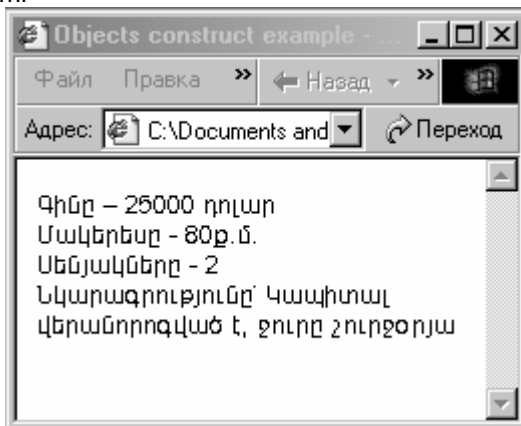 Objects construct example - ...
Файл Правка » Назад »
Адрес: C:\Documents and Переход
Գինը – 25000 դոլար
Մակերեսը - 80ք.մ.
Սենյակները - 2
Նկարագրությունը՝ Կապիտալ
վերանորոգված է, ջուրը շուրջօրյա